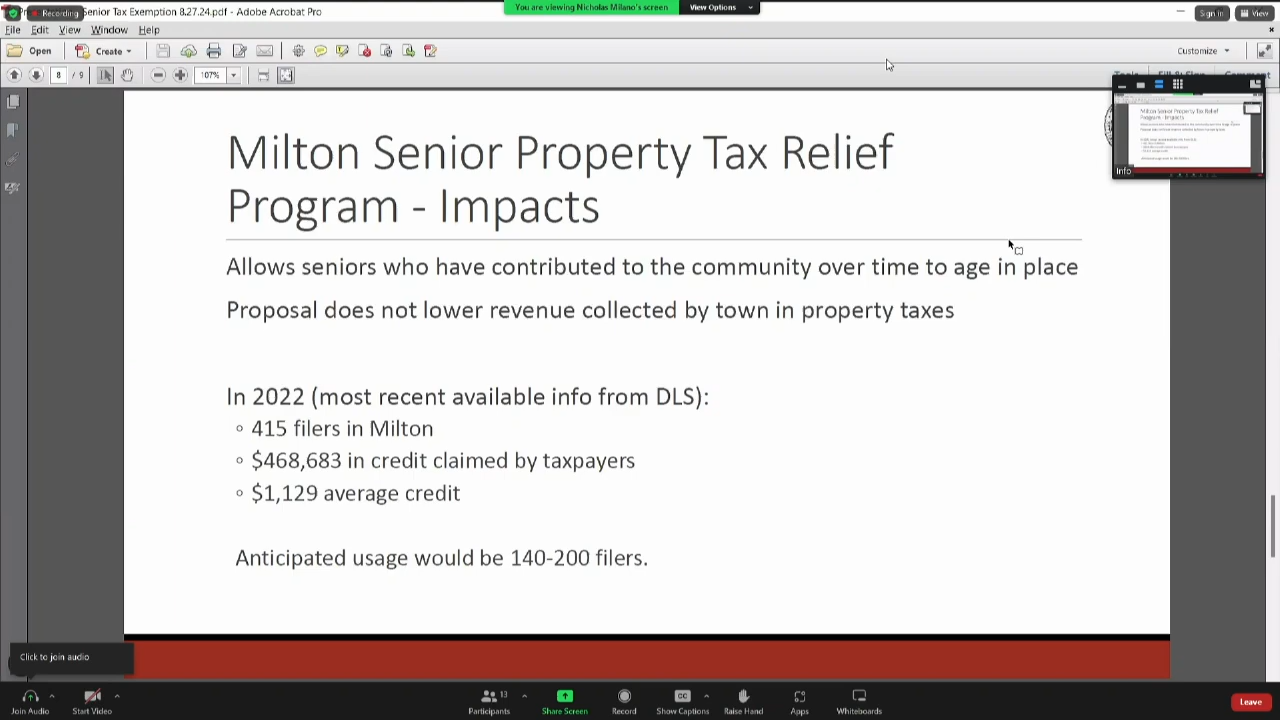 Recording
Senior Tax Exemption 8.27.24.pdf - Adobe Acrobat Pro
You are viewing Nicholas Milano's screen
View Options
Sign in
View
File Edit View Window Help
Open
Create
Customize
8 / 9
107%
Milton Senior Property Tax Relief
Program - Impacts
Info
Allows seniors who have contributed to the community over time to age in place
Proposal does not lower revenue collected by town in property taxes
In 2022 (most recent available info from DLS):
415 filers in Milton
$468,683 in credit claimed by taxpayers
$1,129 average credit
Anticipated usage would be 140-200 filers.
Click to join audio
Join Audio
Start Video
Participants
13
Share Screen
Record
CC
Show Captions
Raise Hand
Apps
Whiteboards
Leave